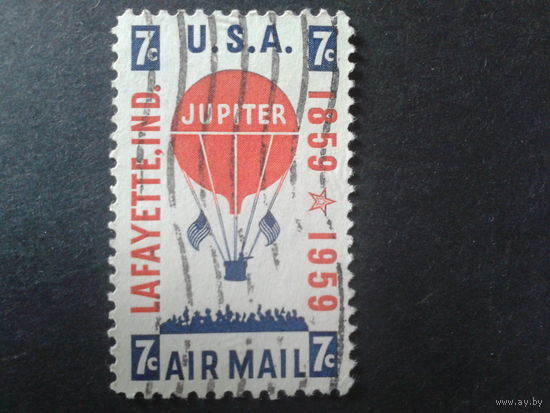 7c U.S.A. 7c
JUPITER
LAFAYETTE, IND.
1859 ☆ 1959
7c AIR MAIL 7c
www.ay.by